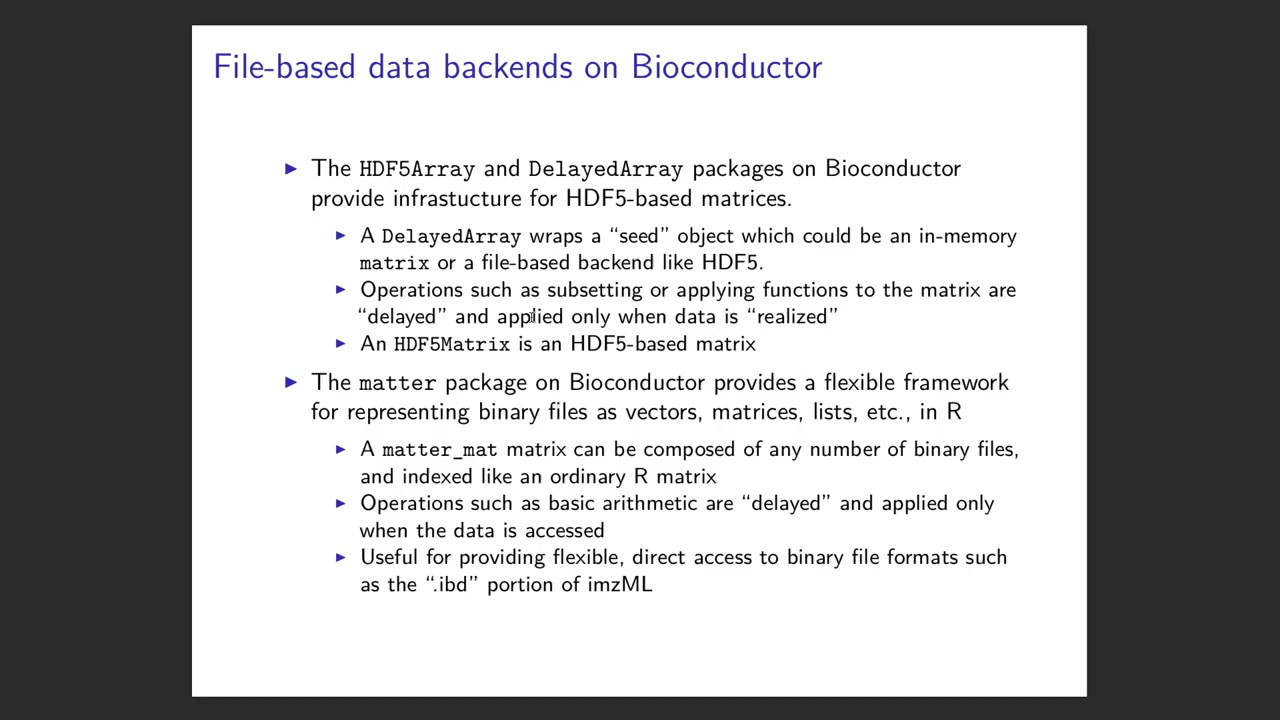 File-based data backends on Bioconductor
▶ The HDF5Array and DelayedArray packages on Bioconductor
provide infrastucture for HDF5-based matrices.
▶ A DelayedArray wraps a “seed” object which could be an in-memory
matrix or a file-based backend like HDF5.
▶ Operations such as subsetting or applying functions to the matrix are
“delayed” and applied only when data is “realized”
▶ An HDF5Matrix is an HDF5-based matrix
▶ The matter package on Bioconductor provides a flexible framework
for representing binary files as vectors, matrices, lists, etc., in R
▶ A matter_mat matrix can be composed of any number of binary files,
and indexed like an ordinary R matrix
▶ Operations such as basic arithmetic are “delayed” and applied only
when the data is accessed
▶ Useful for providing flexible, direct access to binary file formats such
as the “.ibd” portion of imzML